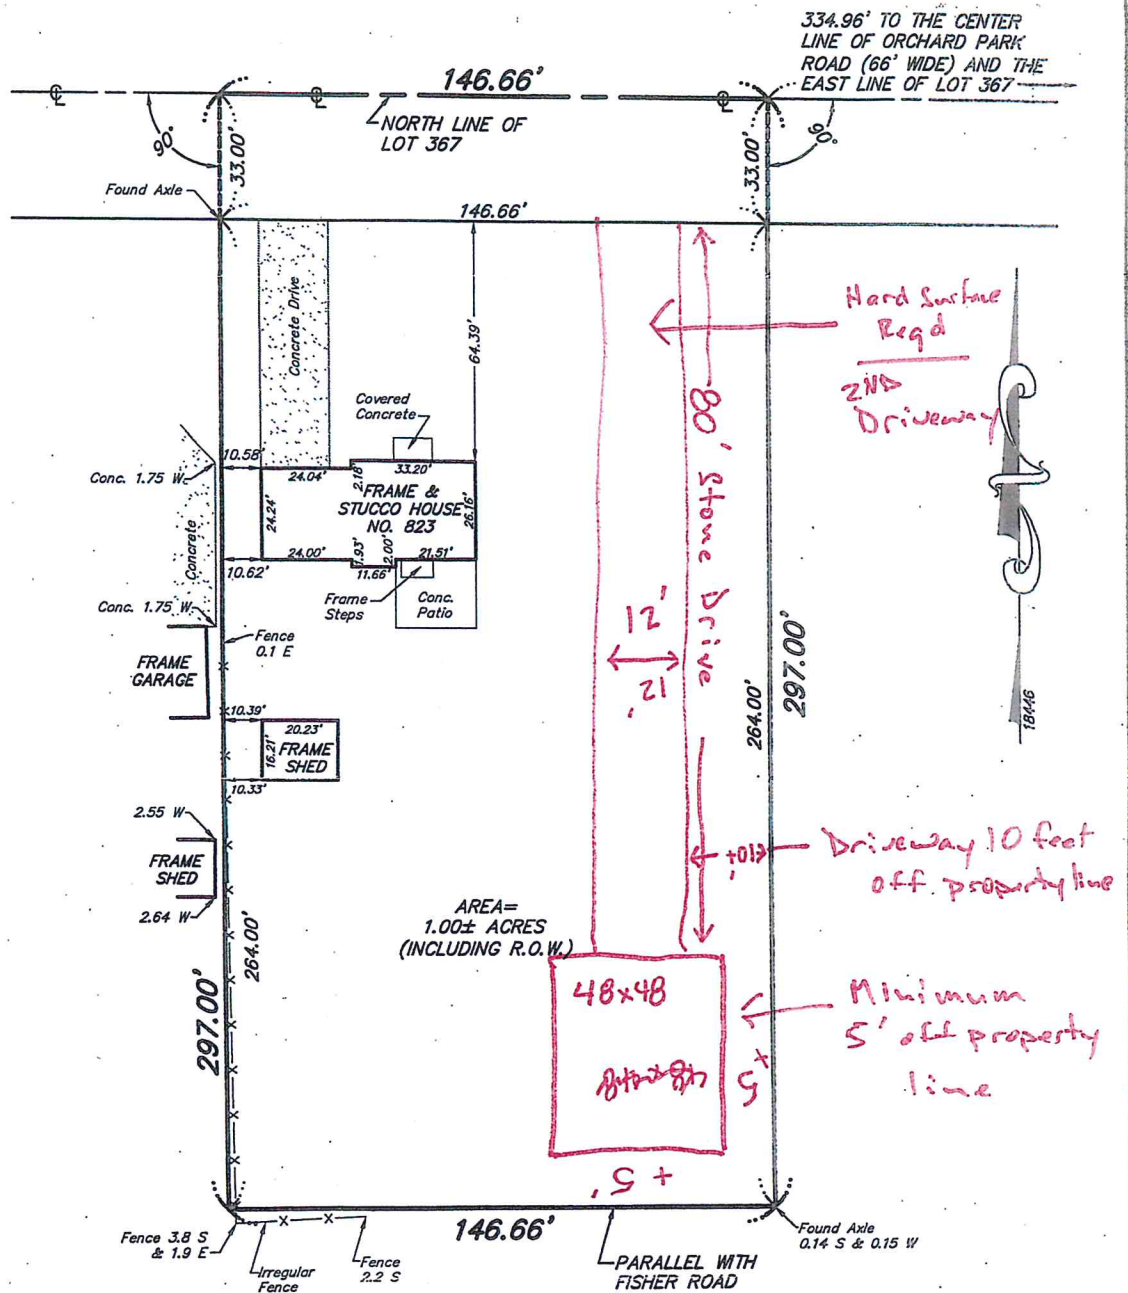 334.96' TO THE CENTER
LINE OF ORCHARD PARK
ROAD (66' WIDE) AND THE
EAST LINE OF LOT 367
146.66'
NORTH LINE OF
LOT 367
90°
33.00'
33.00'
90°
Found Axle
146.66'
Concrete Drive
64.39'
Hard Surface
Reqd
2ND
Driveway
80' Stone Drive
Covered
Concrete
10.58'
Conc. 1.75 W
24.04'
2.18'
33.20'
FRAME &
STUCCO HOUSE
NO. 823
24.24'
26.16'
24.00'
1.93'
2.00'
21.51'
11.66'
10.62'
Concrete
Frame
Steps
Conc.
Patio
Conc. 1.75 W
Fence
0.1 E
12'
12'
FRAME
GARAGE
297.00'
264.00'
18446
10.39'
20.23'
16.21'
FRAME
SHED
10.33'
2.55 W
FRAME
SHED
2.64 W
10+'
Driveway 10 feet
off property line
AREA=
1.00± ACRES
(INCLUDING R.O.W.)
264.00'
297.00'
48x48
Minimum
5' off property
line
5+
+5'
146.66'
Fence 3.8 S
& 1.9 E
Irregular
Fence
Fence
2.2 S
PARALLEL WITH
FISHER ROAD
Found Axle
0.14 S & 0.15 W